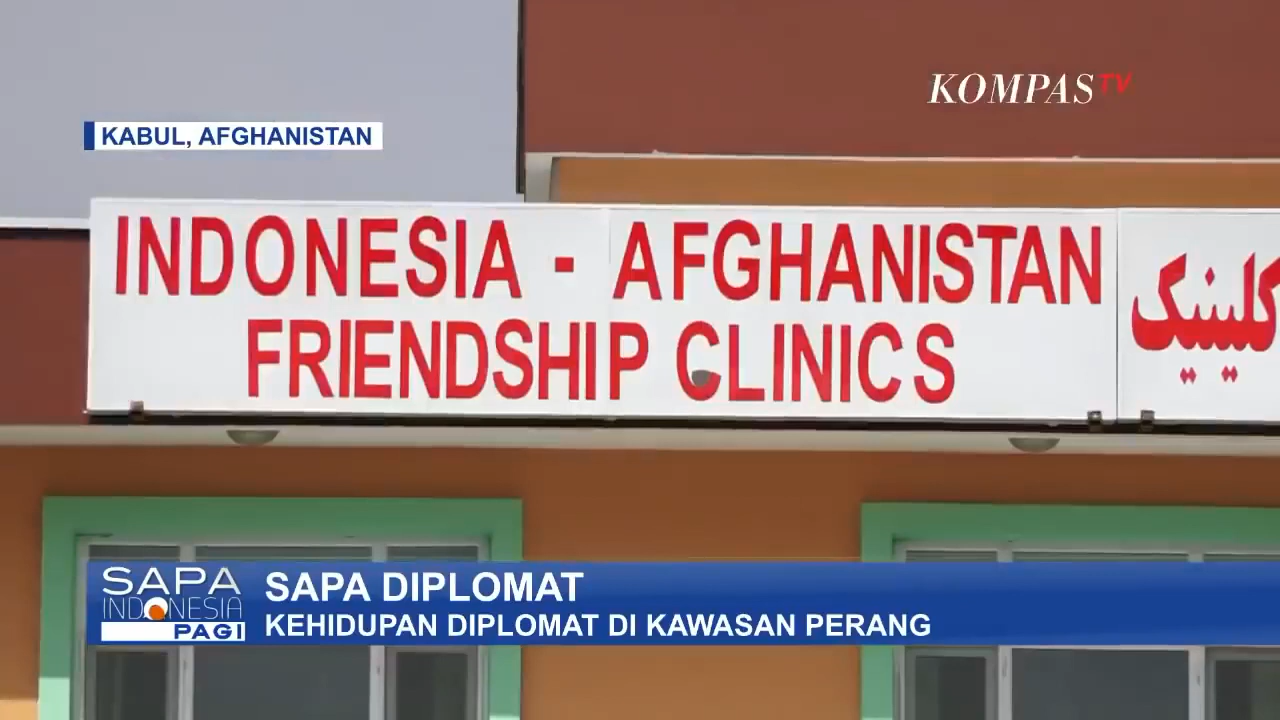 KOMPAS TV
KABUL, AFGHANISTAN
INDONESIA - AFGHANISTAN
FRIENDSHIP CLINICS
کلینیک
SAPA
INDONESIA
PAGI
SAPA DIPLOMAT
KEHIDUPAN DIPLOMAT DI KAWASAN PERANG